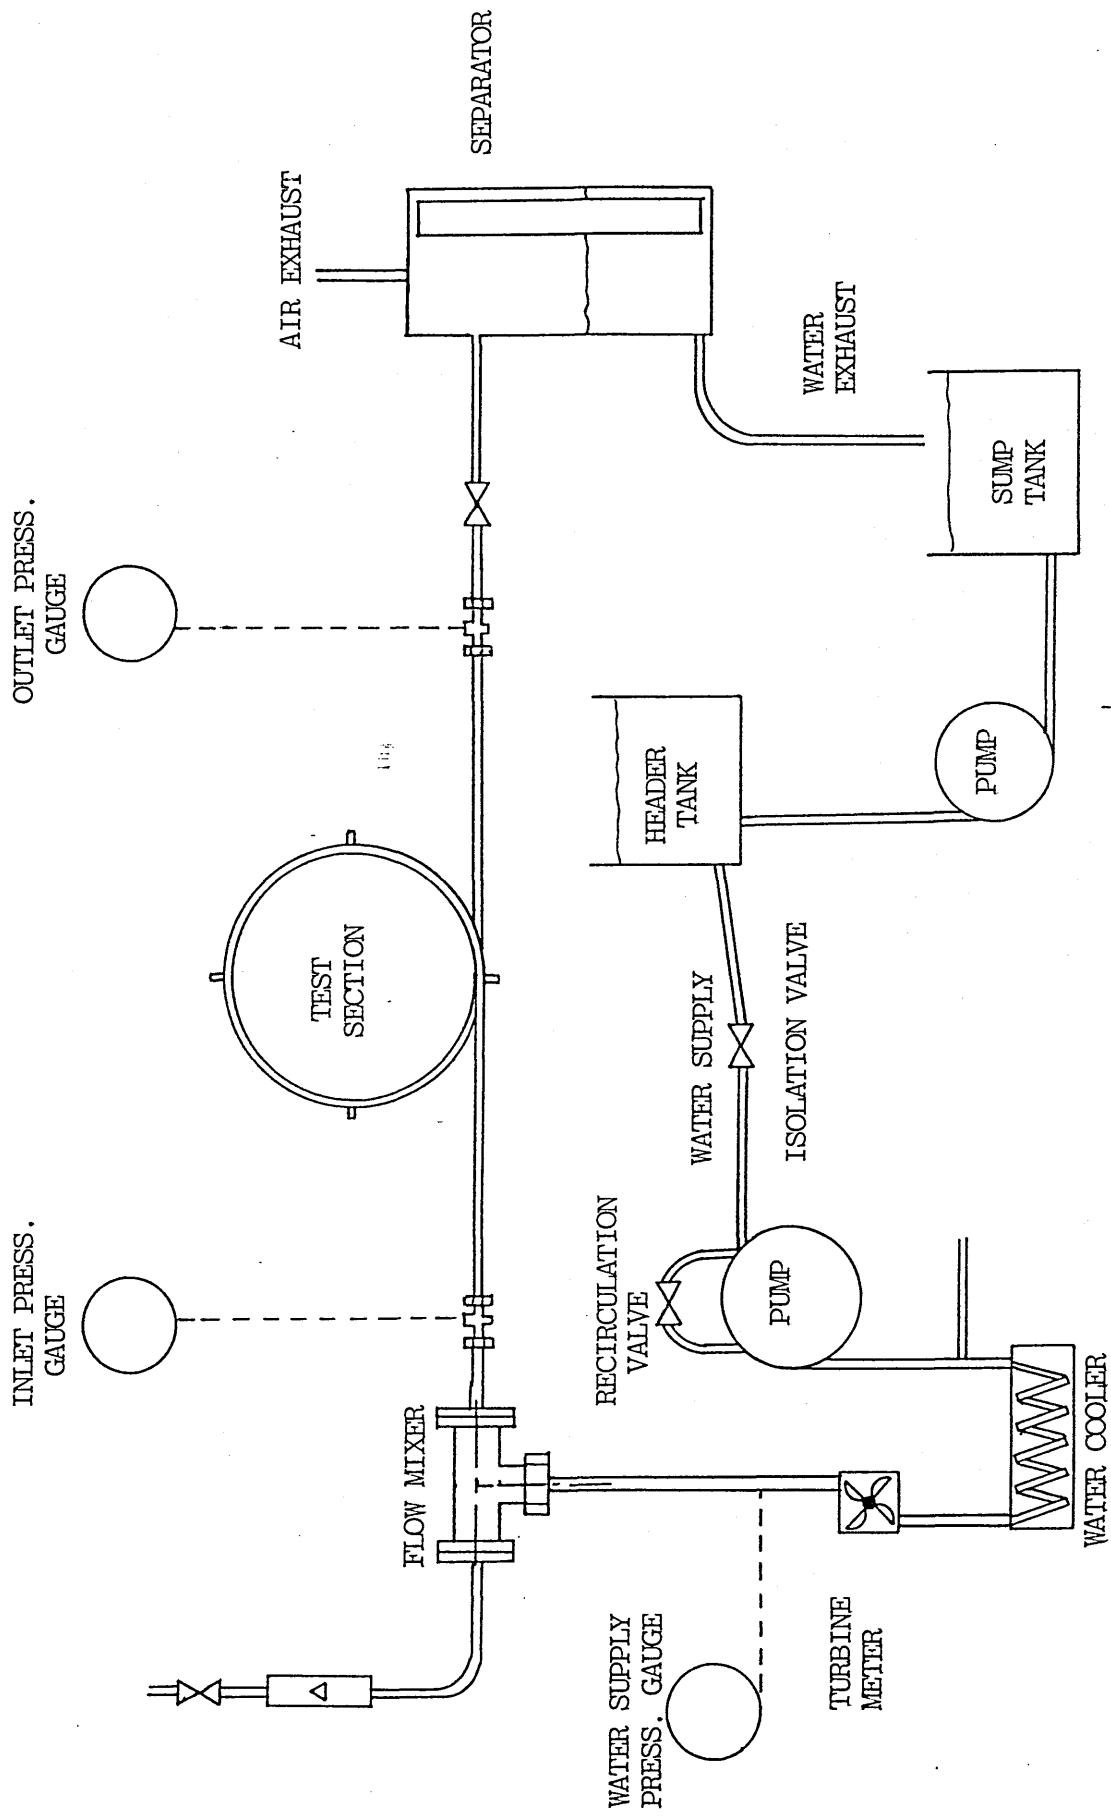 INLET PRESS.
GAUGE
OUTLET PRESS.
GAUGE
AIR EXHAUST
SEPARATOR
FLOW MIXER
TEST
SECTION
WATER SUPPLY
PRESS. GAUGE
RECIRCULATION
VALVE
WATER SUPPLY
ISOLATION VALVE
HEADER
TANK
WATER
EXHAUST
TURBINE
METER
PUMP
PUMP
SUMP
TANK
WATER COOLER